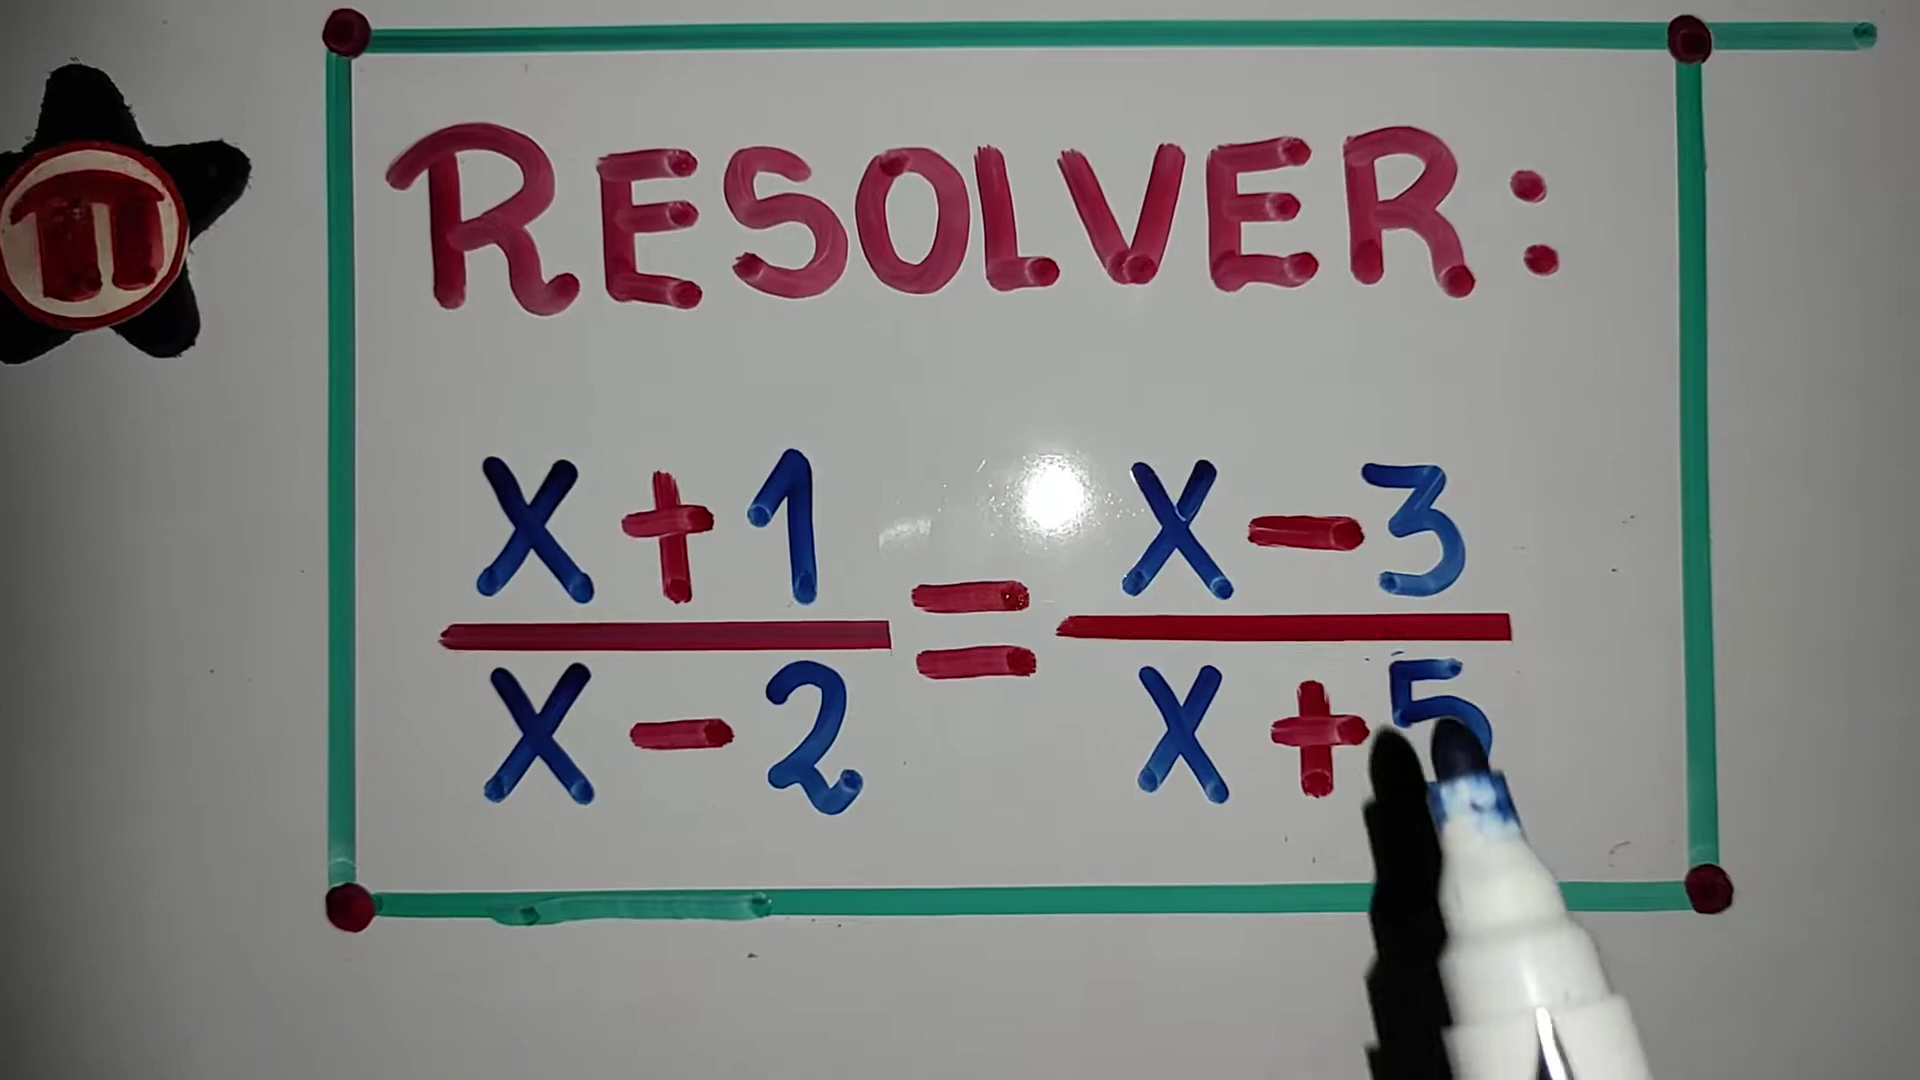 π
RESOLVER:
X + 1 = X - 3
X - 2   X + 5